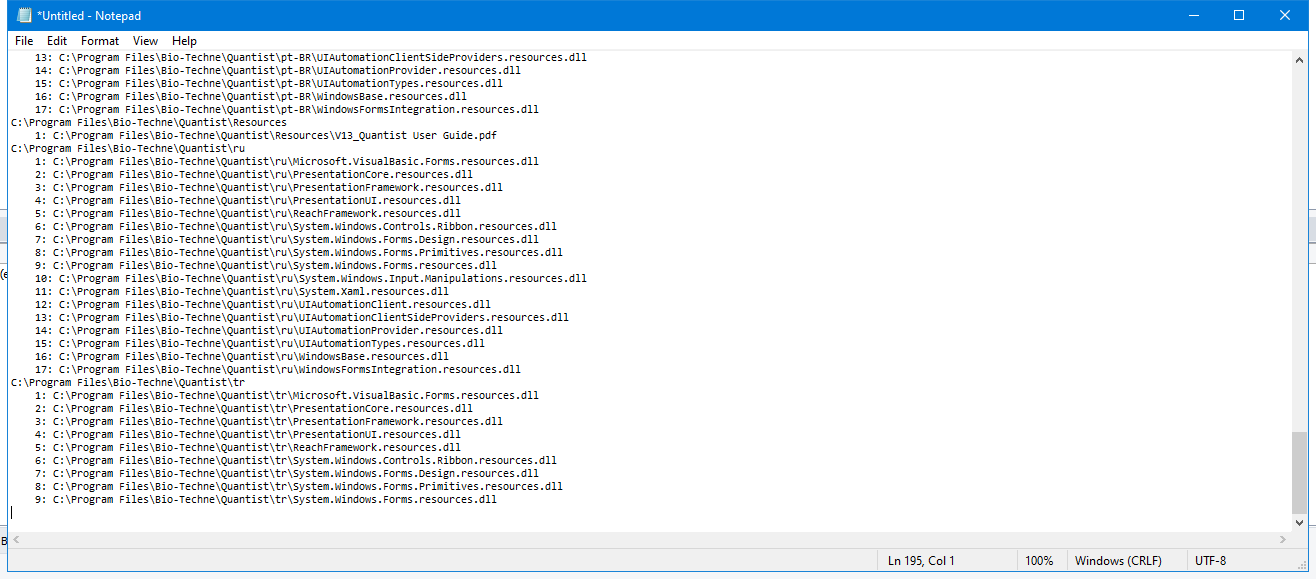 *Untitled - Notepad
File Edit Format View Help
13: C:\Program Files\Bio-Techne\Quantist\pt-BR\UIAutomationClientSideProviders.resources.dll
14: C:\Program Files\Bio-Techne\Quantist\pt-BR\UIAutomationProvider.resources.dll
15: C:\Program Files\Bio-Techne\Quantist\pt-BR\UIAutomationTypes.resources.dll
16: C:\Program Files\Bio-Techne\Quantist\pt-BR\WindowsBase.resources.dll
17: C:\Program Files\Bio-Techne\Quantist\pt-BR\WindowsFormsIntegration.resources.dll
C:\Program Files\Bio-Techne\Quantist\Resources
1: C:\Program Files\Bio-Techne\Quantist\Resources\V13_Quantist User Guide.pdf
C:\Program Files\Bio-Techne\Quantist\ru
1: C:\Program Files\Bio-Techne\Quantist\ru\Microsoft.VisualBasic.Forms.resources.dll
2: C:\Program Files\Bio-Techne\Quantist\ru\PresentationCore.resources.dll
3: C:\Program Files\Bio-Techne\Quantist\ru\PresentationFramework.resources.dll
4: C:\Program Files\Bio-Techne\Quantist\ru\PresentationUI.resources.dll
5: C:\Program Files\Bio-Techne\Quantist\ru\ReachFramework.resources.dll
6: C:\Program Files\Bio-Techne\Quantist\ru\System.Windows.Controls.Ribbon.resources.dll
7: C:\Program Files\Bio-Techne\Quantist\ru\System.Windows.Forms.Design.resources.dll
8: C:\Program Files\Bio-Techne\Quantist\ru\System.Windows.Forms.Primitives.resources.dll
9: C:\Program Files\Bio-Techne\Quantist\ru\System.Windows.Forms.resources.dll
10: C:\Program Files\Bio-Techne\Quantist\ru\System.Windows.Input.Manipulations.resources.dll
11: C:\Program Files\Bio-Techne\Quantist\ru\System.Xaml.resources.dll
12: C:\Program Files\Bio-Techne\Quantist\ru\UIAutomationClient.resources.dll
13: C:\Program Files\Bio-Techne\Quantist\ru\UIAutomationClientSideProviders.resources.dll
14: C:\Program Files\Bio-Techne\Quantist\ru\UIAutomationProvider.resources.dll
15: C:\Program Files\Bio-Techne\Quantist\ru\UIAutomationTypes.resources.dll
16: C:\Program Files\Bio-Techne\Quantist\ru\WindowsBase.resources.dll
17: C:\Program Files\Bio-Techne\Quantist\ru\WindowsFormsIntegration.resources.dll
C:\Program Files\Bio-Techne\Quantist\tr
1: C:\Program Files\Bio-Techne\Quantist\tr\Microsoft.VisualBasic.Forms.resources.dll
2: C:\Program Files\Bio-Techne\Quantist\tr\PresentationCore.resources.dll
3: C:\Program Files\Bio-Techne\Quantist\tr\PresentationFramework.resources.dll
4: C:\Program Files\Bio-Techne\Quantist\tr\PresentationUI.resources.dll
5: C:\Program Files\Bio-Techne\Quantist\tr\ReachFramework.resources.dll
6: C:\Program Files\Bio-Techne\Quantist\tr\System.Windows.Controls.Ribbon.resources.dll
7: C:\Program Files\Bio-Techne\Quantist\tr\System.Windows.Forms.Design.resources.dll
8: C:\Program Files\Bio-Techne\Quantist\tr\System.Windows.Forms.Primitives.resources.dll
9: C:\Program Files\Bio-Techne\Quantist\tr\System.Windows.Forms.resources.dll
Ln 195, Col 1 100% Windows (CRLF) UTF-8